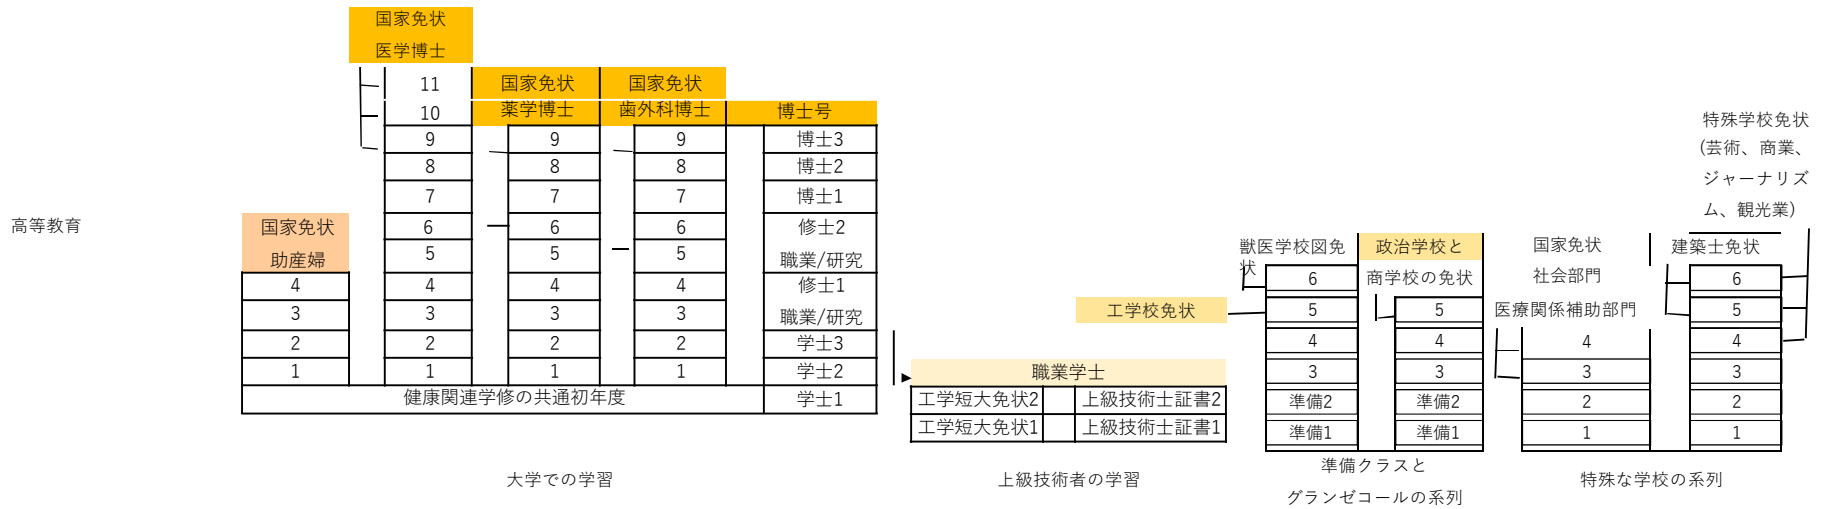 国家免状
医学博士
11 国家免状 国家免状
10 薬学博士 歯外科博士 博士号
9 9 9 博士3
8 8 8 博士2
7 7 7 博士1
高等教育
国家免状 6 6 6 修士2
助産婦 5 5 5 職業/研究
4 4 4 4 修士1
3 3 3 3 職業/研究
2 2 2 2 学士3
1 1 1 1 学士2
健康関連学修の共通初年度 学士1
大学での学習
職業学士
工学短大免状2 上級技術士証書2
工学短大免状1 上級技術士証書1
上級技術者の学習
工学校免状
獣医学校図免
状
政治学校と
商学校の免状
6
5 5
4 4
3 3
準備2 準備2
準備1 準備1
準備クラスと
グランゼコールの系列
特殊学校免状
(芸術、商業、
ジャーナリズ
ム、観光業)
国家免状 建築士免状
社会部門 6
医療関係補助部門 5
4 4
3 3
2 2
1 1
特殊な学校の系列